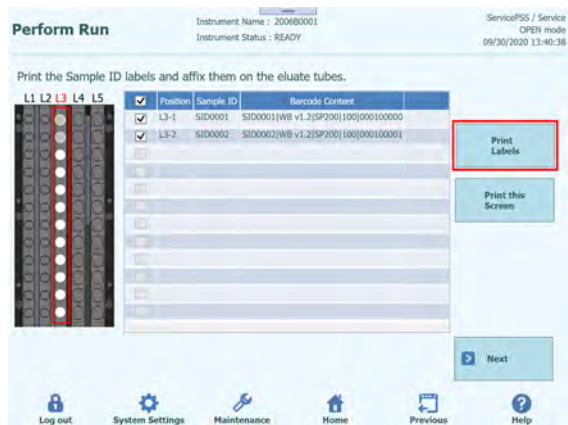 Perform Run
Instrument Name : 200680001
Instrument Status : READY
ServicePSS / Service
OPEN mode
09/30/2020 13:40:38
Print the Sample ID labels and affix them on the eluate tubes.
L1 L2 L3 L4 L5
Position Sample ID Barcode Content
L3-1 SID0001 SID0001|WB v1.2|SP200|100|000100000
L3-2 SID0002 SID0002|WB v1.2|SP200|100|000100001
Print
Labels
Print this
Screen
Next
Log out System Settings Maintenance Home Previous Help